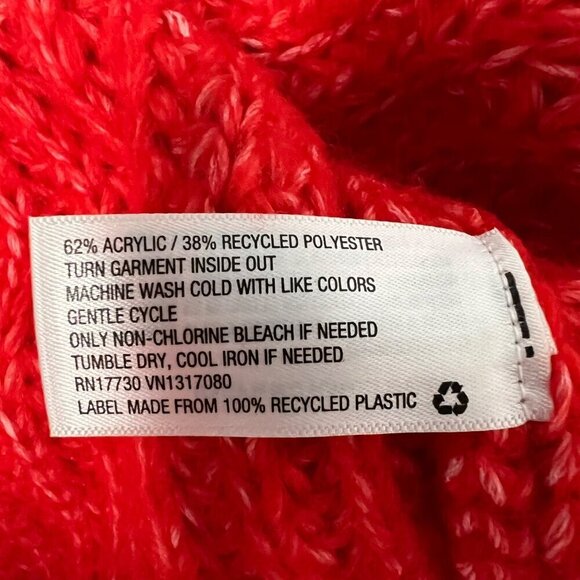 62% ACRYLIC / 38% RECYCLED POLYESTER
TURN GARMENT INSIDE OUT
MACHINE WASH COLD WITH LIKE COLORS
GENTLE CYCLE
ONLY NON-CHLORINE BLEACH IF NEEDED
TUMBLE DRY, COOL IRON IF NEEDED
RN17730 VN1317080
LABEL MADE FROM 100% RECYCLED PLASTIC